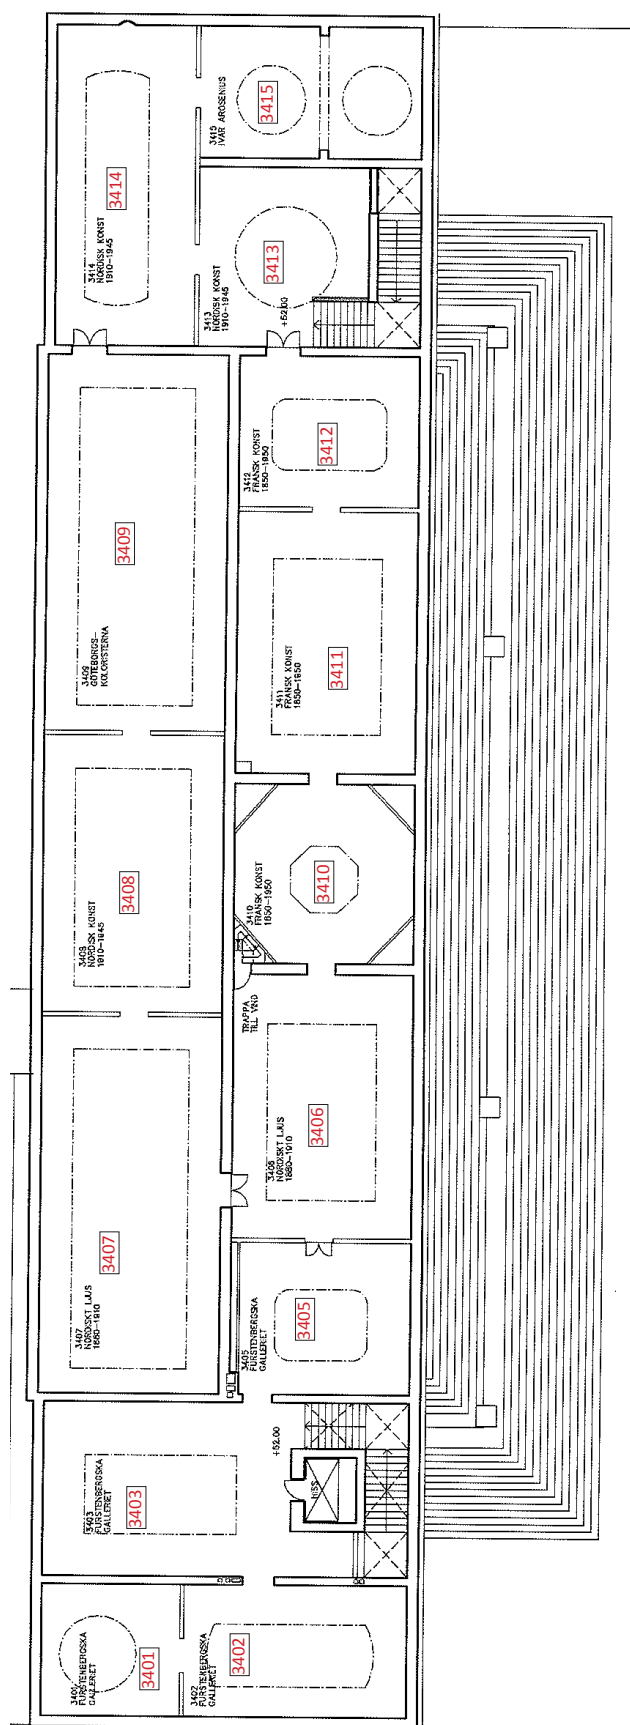 3415
IVAR AROSENIUS
3415
3414
NORDISK KONST
1910-1945
3414
3413
NORDISK KONST
1910-1945
3413
+52.00
3412
FRANSK KONST
1850-1950
3412
3409
GÖTEBORGS-
KOLORISTERNA
3409
3411
FRANSK KONST
1850-1950
3411
3408
NORDISK KONST
1910-1945
3408
3410
FRANSK KONST
1850-1950
3410
TRAPPA
TILL VIND
3406
NORDISKT LJUS
1880-1910
3406
3407
NORDISKT LJUS
1880-1910
3407
3405
FÜRSTENBERGSKA
GALLERIET
3405
+52.00
HISS
3403
FÜRSTENBERGSKA
GALLERIET
3403
3401
FÜRSTENBERGSKA
GALLERIET
3401
3402
FÜRSTENBERGSKA
GALLERIET
3402